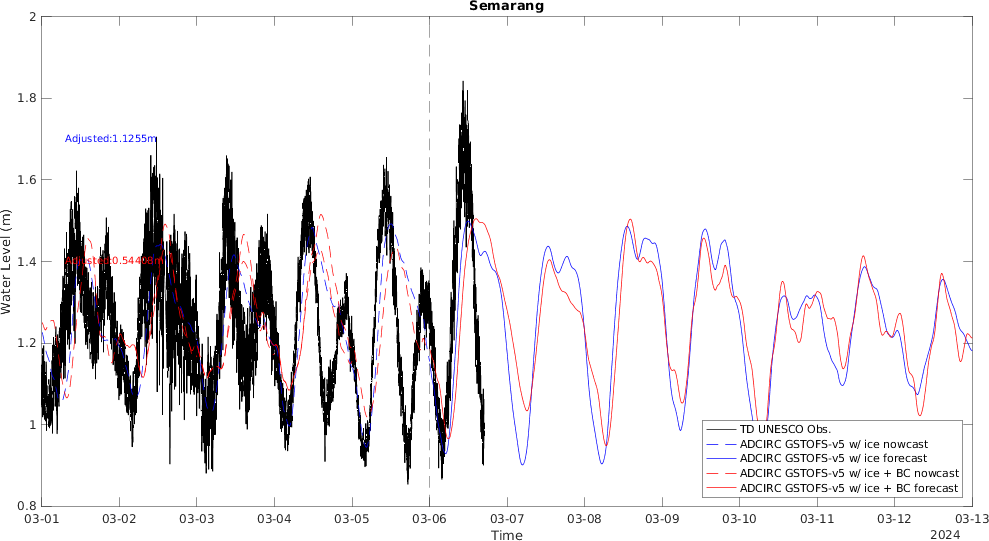 Semarang
2
1.8
1.6
1.4
1.2
1
0.8
Water Level (m)
Adjusted:1.1255m
03-01 03-02 03-03 03-04 03-05 03-06 03-07 03-08 03-09 03-10 03-11 03-12 03-13
Time
2024
TD UNESCO Obs.
ADCIRC GSTOFS-v5 w/ ice nowcast
ADCIRC GSTOFS-v5 w/ ice forecast
ADCIRC GSTOFS-v5 w/ ice + BC nowcast
ADCIRC GSTOFS-v5 w/ ice + BC forecast